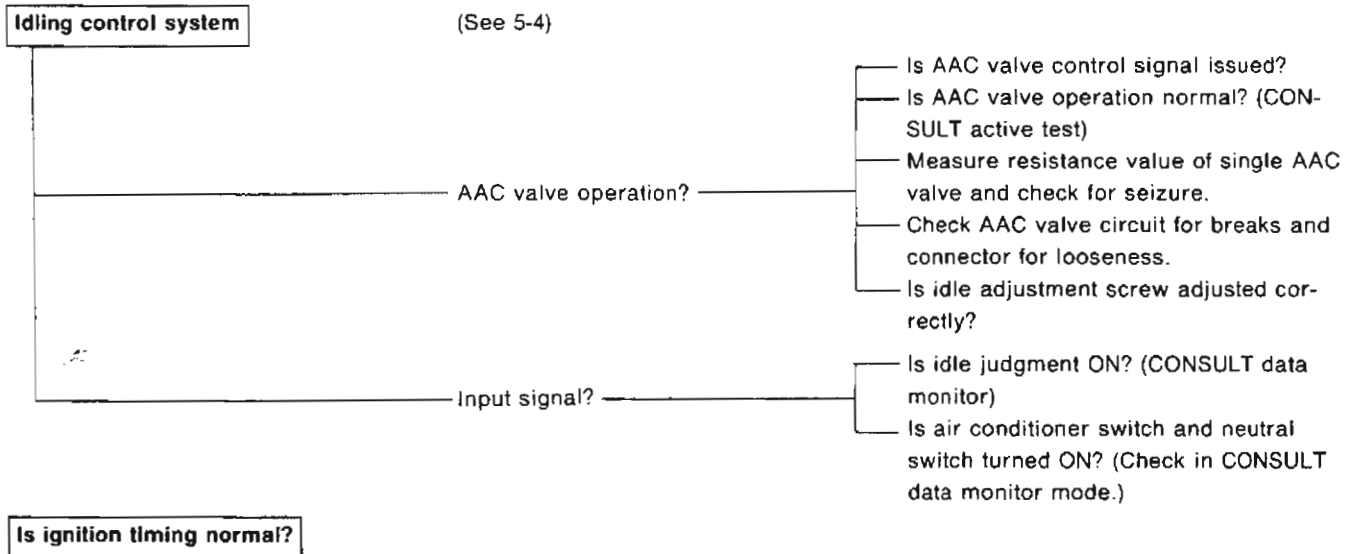 Idling control system
(See 5-4)
Is AAC valve control signal issued?
Is AAC valve operation normal? (CON-
SULT active test)
Measure resistance value of single AAC
valve and check for seizure.
AAC valve operation?
Check AAC valve circuit for breaks and
connector for looseness.
Is idle adjustment screw adjusted cor-
rectly?
Is idle judgment ON? (CONSULT data
monitor)
Input signal?
Is air conditioner switch and neutral
switch turned ON? (Check in CONSULT
data monitor mode.)
Is ignition timing normal?